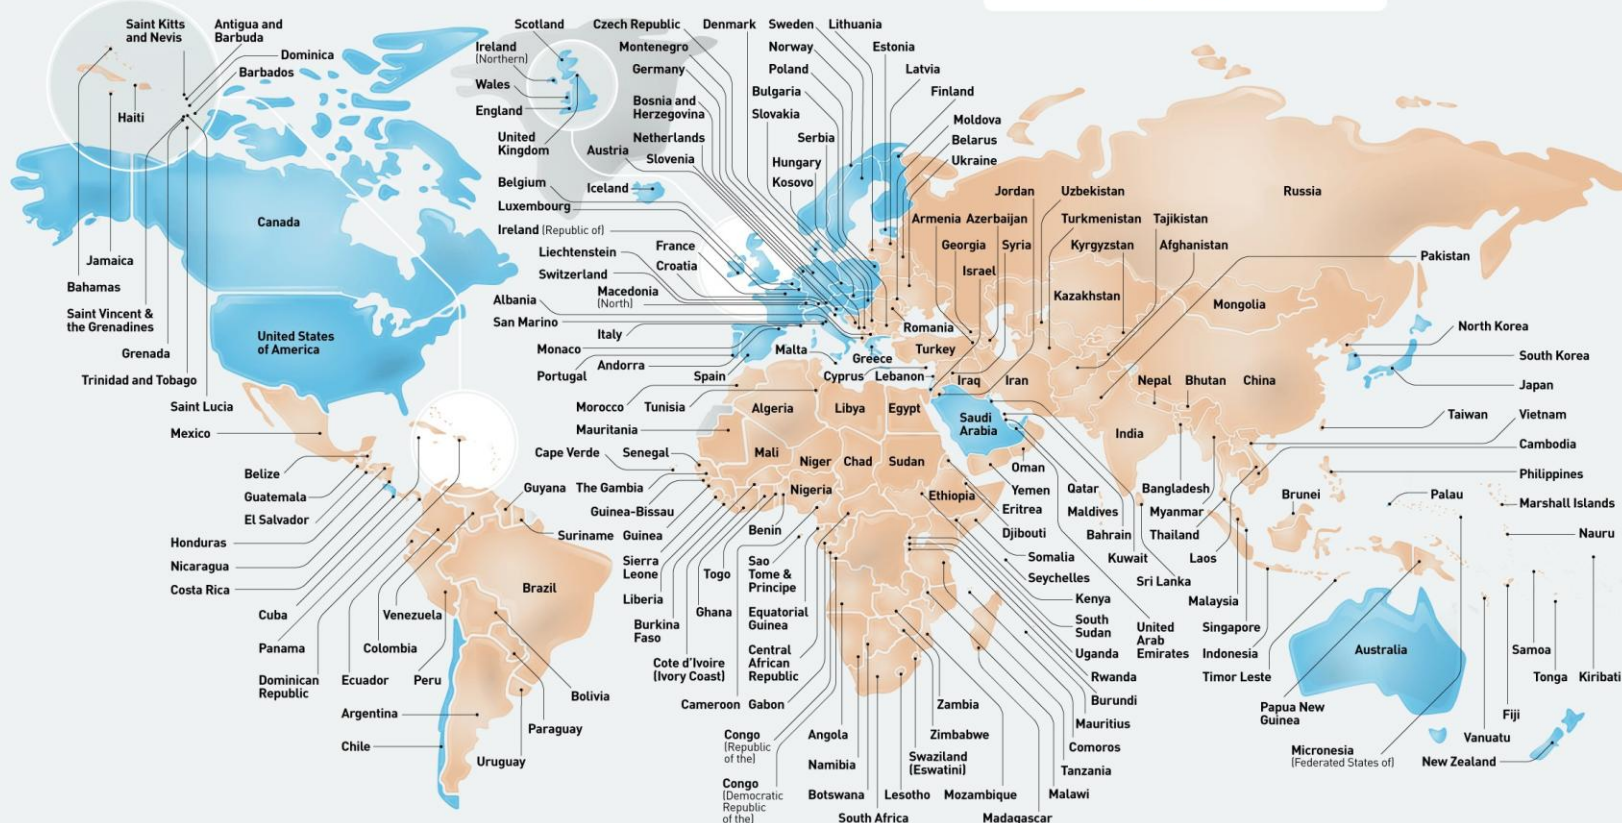 Saint Kitts
and Nevis
Antigua and
Barbuda
Dominica
Barbados
Haiti
Jamaica
Bahamas
Saint Vincent &
the Grenadines
Grenada
Trinidad and Tobago
Saint Lucia
Canada
United States
of America
Mexico
Belize
Guatemala
El Salvador
Honduras
Nicaragua
Costa Rica
Cuba
Panama
Dominican
Republic
Ecuador
Colombia
Venezuela
Peru
Guyana
Suriname
Brazil
Bolivia
Paraguay
Uruguay
Argentina
Chile
Scotland
Ireland
(Northern)
Wales
England
United
Kingdom
Czech Republic
Montenegro
Germany
Bosnia and
Herzegovina
Netherlands
Austria
Slovenia
Belgium
Iceland
Luxembourg
Ireland (Republic of)
Liechtenstein
France
Croatia
Switzerland
Macedonia
(North)
Albania
San Marino
Italy
Monaco
Andorra
Portugal
Spain
Malta
Denmark
Sweden
Lithuania
Norway
Estonia
Poland
Latvia
Bulgaria
Finland
Slovakia
Moldova
Serbia
Belarus
Hungary
Ukraine
Kosovo
Romania
Greece
Turkey
Cyprus
Lebanon
Jordan
Uzbekistan
Armenia
Azerbaijan
Turkmenistan
Tajikistan
Georgia
Syria
Kyrgyzstan
Afghanistan
Israel
Kazakhstan
Russia
Pakistan
Mongolia
Iraq
Iran
Nepal
Bhutan
China
North Korea
South Korea
Japan
Taiwan
Vietnam
Cambodia
Philippines
Marshall Islands
Palau
Nauru
Brunei
India
Saudi
Arabia
Oman
Yemen
Qatar
Maldives
Bahrain
Kuwait
Sri Lanka
Bangladesh
Myanmar
Thailand
Laos
Malaysia
Singapore
Indonesia
Timor Leste
United
Arab
Emirates
Morocco
Tunisia
Algeria
Libya
Egypt
Mauritania
Mali
Niger
Chad
Sudan
Cape Verde
Senegal
The Gambia
Nigeria
Ethiopia
Eritrea
Djibouti
Guinea-Bissau
Guinea
Benin
Sierra
Leone
Togo
Sao
Tome &
Principe
Liberia
Ghana
Equatorial
Guinea
Burkina
Faso
Cote d'Ivoire
(Ivory Coast)
Central
African
Republic
Cameroon
Gabon
Somalia
Seychelles
Kenya
South
Sudan
Uganda
Rwanda
Burundi
Mauritius
Comoros
Tanzania
Malawi
Madagascar
Mozambique
Zambia
Zimbabwe
Swaziland
(Eswatini)
Lesotho
South Africa
Botswana
Namibia
Angola
Congo
(Republic
of the)
Congo
(Democratic
Republic
of the)
Australia
Papua New
Guinea
Micronesia
(Federated States of)
New Zealand
Vanuatu
Fiji
Samoa
Tonga
Kiribati